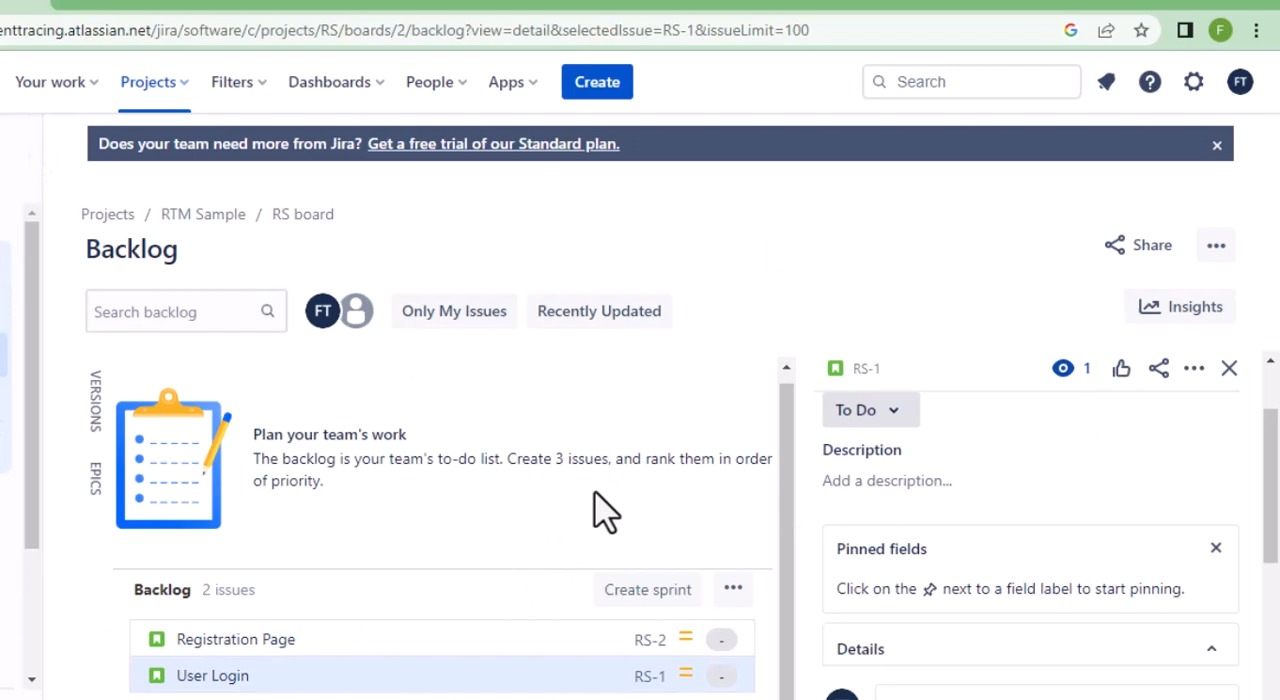 enttracing.atlassian.net/jira/software/c/projects/RS/boards/2/backlog?view=detail&selectedIssue=RS-1&issueLimit=100
F
Your work Projects Filters Dashboards People Apps Create Search FT
Does your team need more from Jira? Get a free trial of our Standard plan.
Projects / RTM Sample / RS board
Backlog
Share
Search backlog FT Only My Issues Recently Updated Insights
VERSIONS
EPICS
Plan your team's work
The backlog is your team's to-do list. Create 3 issues, and rank them in order
of priority.
Backlog 2 issues Create sprint
Registration Page RS-2 -
User Login RS-1 -
RS-1 1
To Do
Description
Add a description...
Pinned fields
Click on the next to a field label to start pinning.
Details